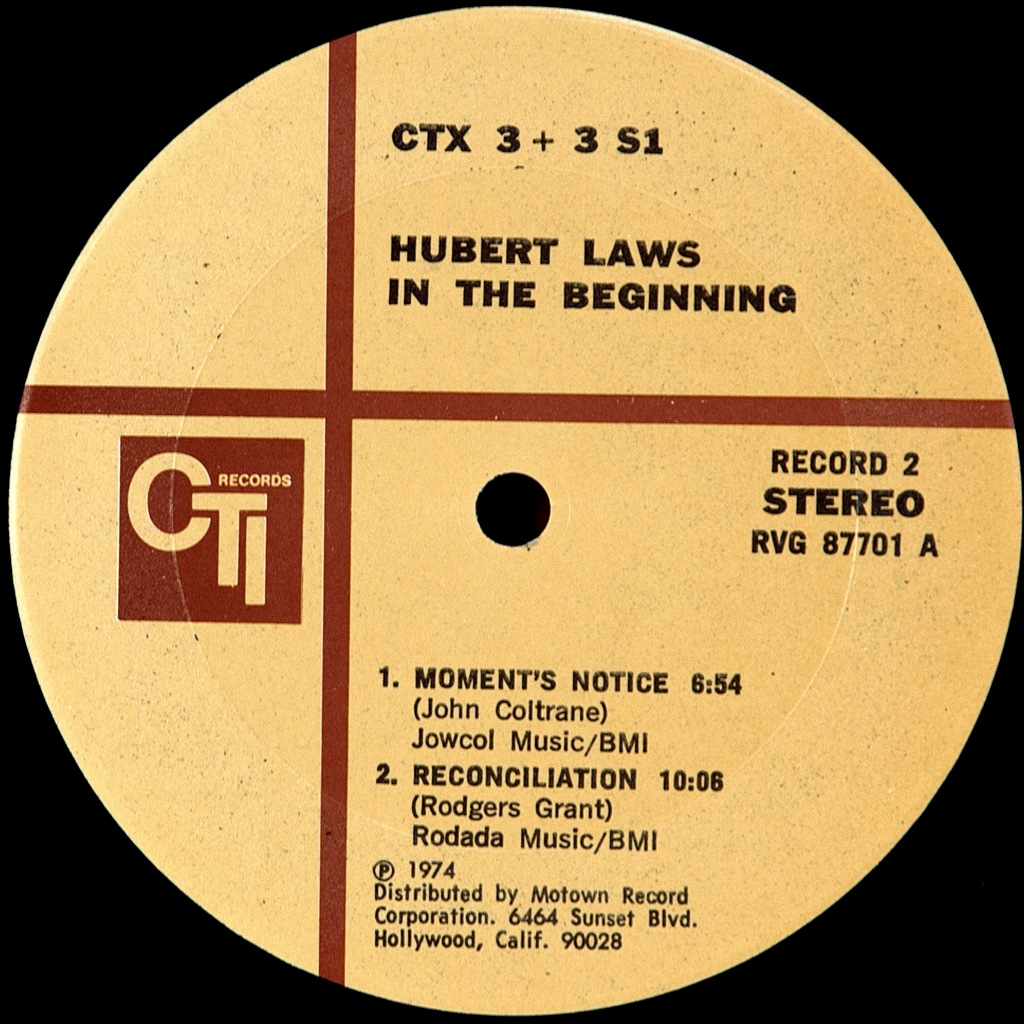 CTX 3 + 3 S1
HUBERT LAWS
IN THE BEGINNING
CTI RECORDS
RECORD 2
STEREO
RVG 87701 A
1. MOMENT'S NOTICE 6:54
(John Coltrane)
Jowcol Music/BMI
2. RECONCILIATION 10:06
(Rodgers Grant)
Rodada Music/BMI
℗ 1974
Distributed by Motown Record
Corporation. 6464 Sunset Blvd.
Hollywood, Calif. 90028